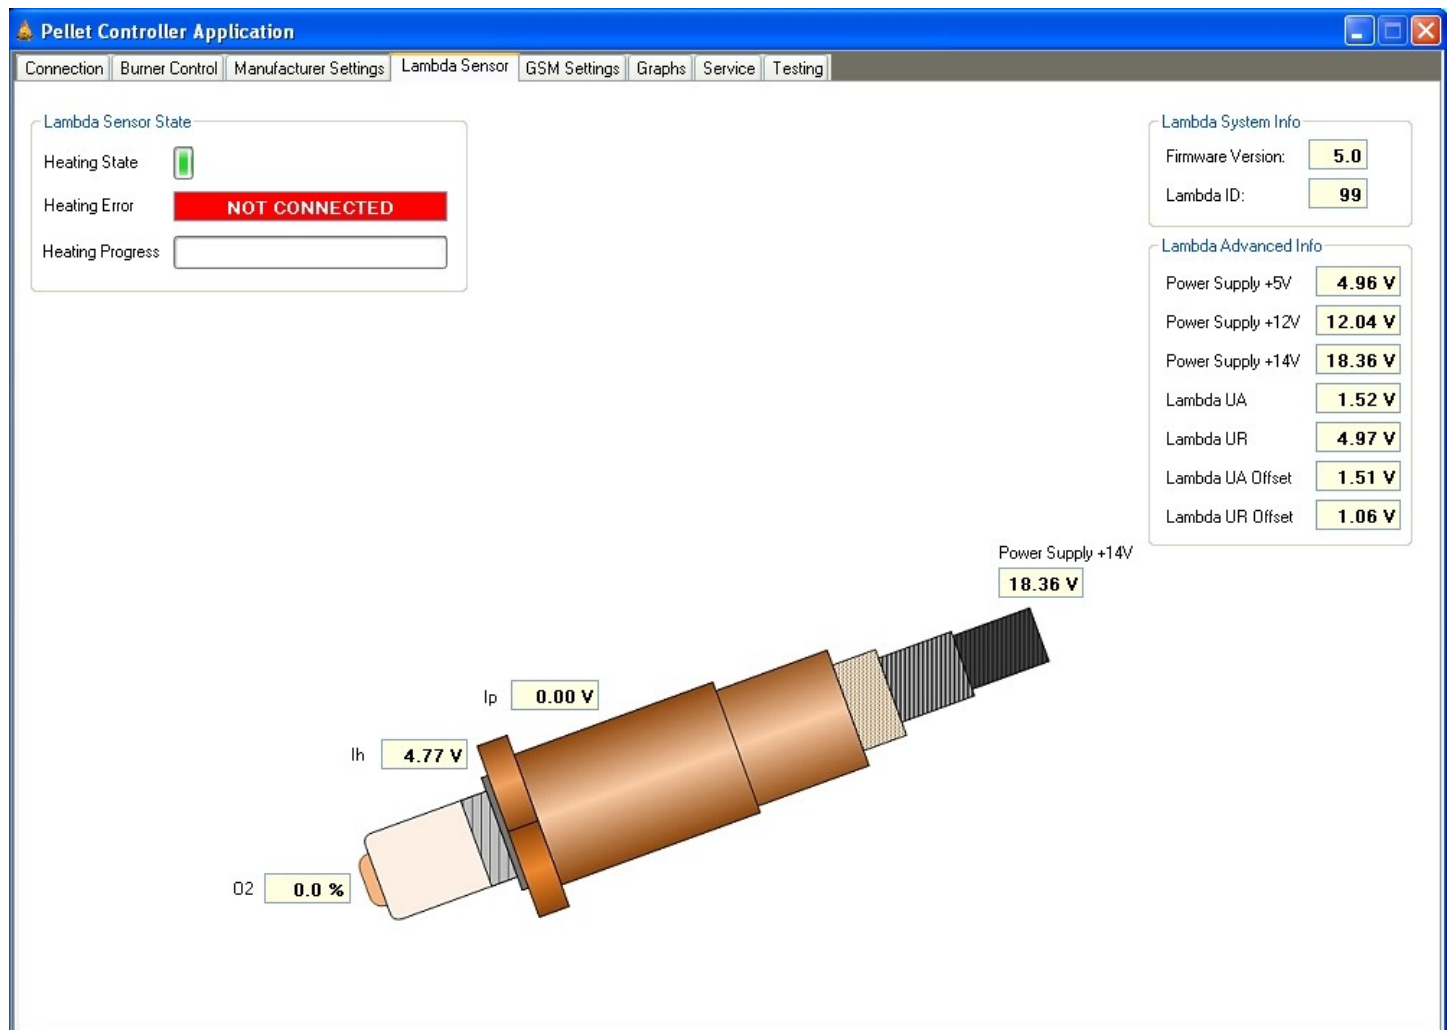 Pellet Controller Application
Connection Burner Control Manufacturer Settings Lambda Sensor GSM Settings Graphs Service Testing
Lambda Sensor State
Heating State
Heating Error NOT CONNECTED
Heating Progress
Lambda System Info
Firmware Version: 5.0
Lambda ID: 99
Lambda Advanced Info
Power Supply +5V 4.96 V
Power Supply +12V 12.04 V
Power Supply +14V 18.36 V
Lambda UA 1.52 V
Lambda UR 4.97 V
Lambda UA Offset 1.51 V
Lambda UR Offset 1.06 V
Power Supply +14V
18.36 V
Ip 0.00 V
Ih 4.77 V
O2 0.0 %